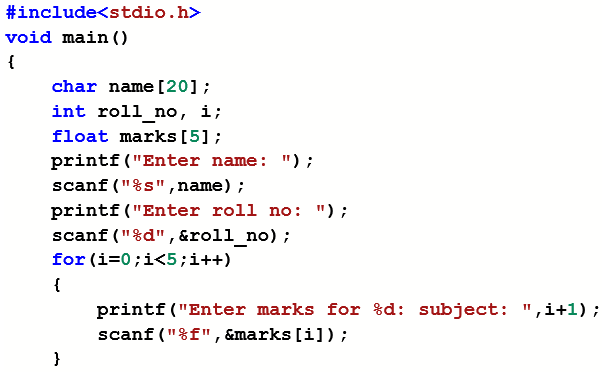 #include<stdio.h>
void main()
{
    char name[20];
    int roll_no, i;
    float marks[5];
    printf("Enter name: ");
    scanf("%s",name);
    printf("Enter roll no: ");
    scanf("%d",&roll_no);
    for(i=0;i<5;i++)
    {
        printf("Enter marks for %d: subject: ",i+1);
        scanf("%f",&marks[i]);
    }